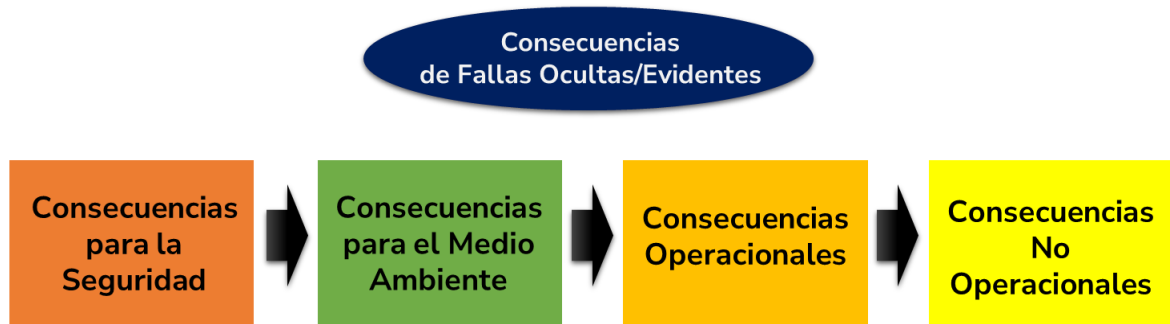 Consecuencias
de Fallas Ocultas/Evidentes
Consecuencias
para la
Seguridad
Consecuencias
para el Medio
Ambiente
Consecuencias
Operacionales
Consecuencias
No
Operacionales